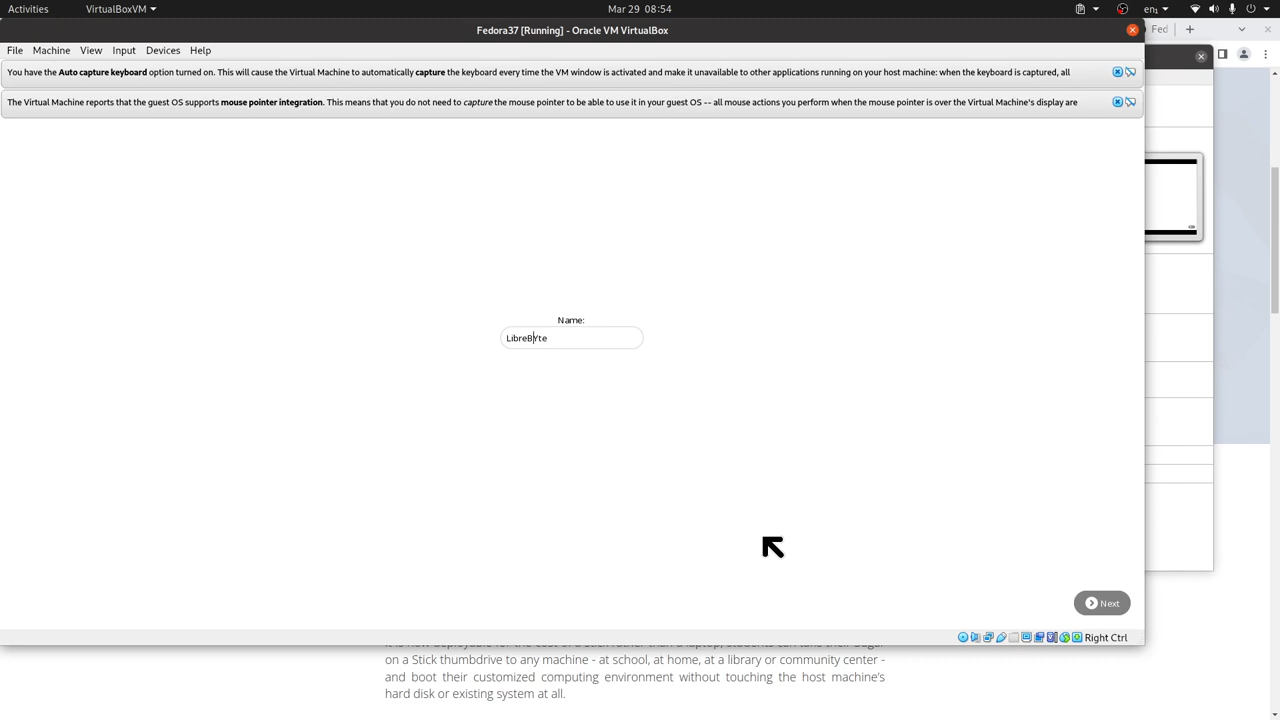 Activities VirtualBoxVM Mar 29 08:54
Fedora37 [Running] - Oracle VM VirtualBox
Fed
File Machine View Input Devices Help
You have the Auto capture keyboard option turned on. This will cause the Virtual Machine to automatically capture the keyboard every time the VM window is activated and make it unavailable to other applications running on your host machine: when the keyboard is captured, all
The Virtual Machine reports that the guest OS supports mouse pointer integration. This means that you do not need to capture the mouse pointer to be able to use it in your guest OS -- all mouse actions you perform when the mouse pointer is over the Virtual Machine's display are
Name:
LibreBYte
Next
Right Ctrl
on a Stick thumbdrive to any machine - at school, at home, at a library or community center -
and boot their customized computing environment without touching the host machine's
hard disk or existing system at all.